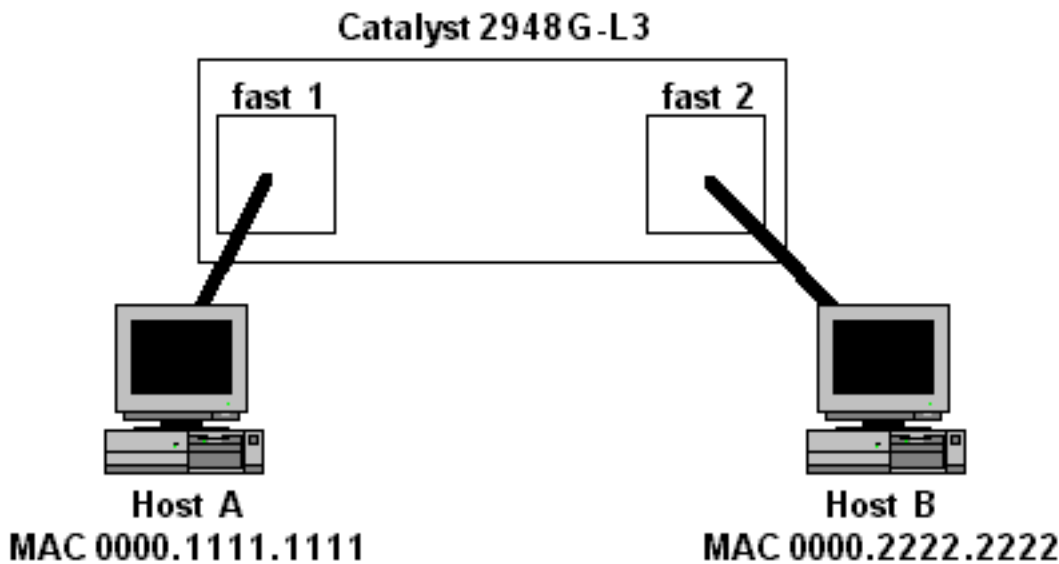 Catalyst 2948G-L3
fast 1
fast 2
Host A
MAC 0000.1111.1111
Host B
MAC 0000.2222.2222